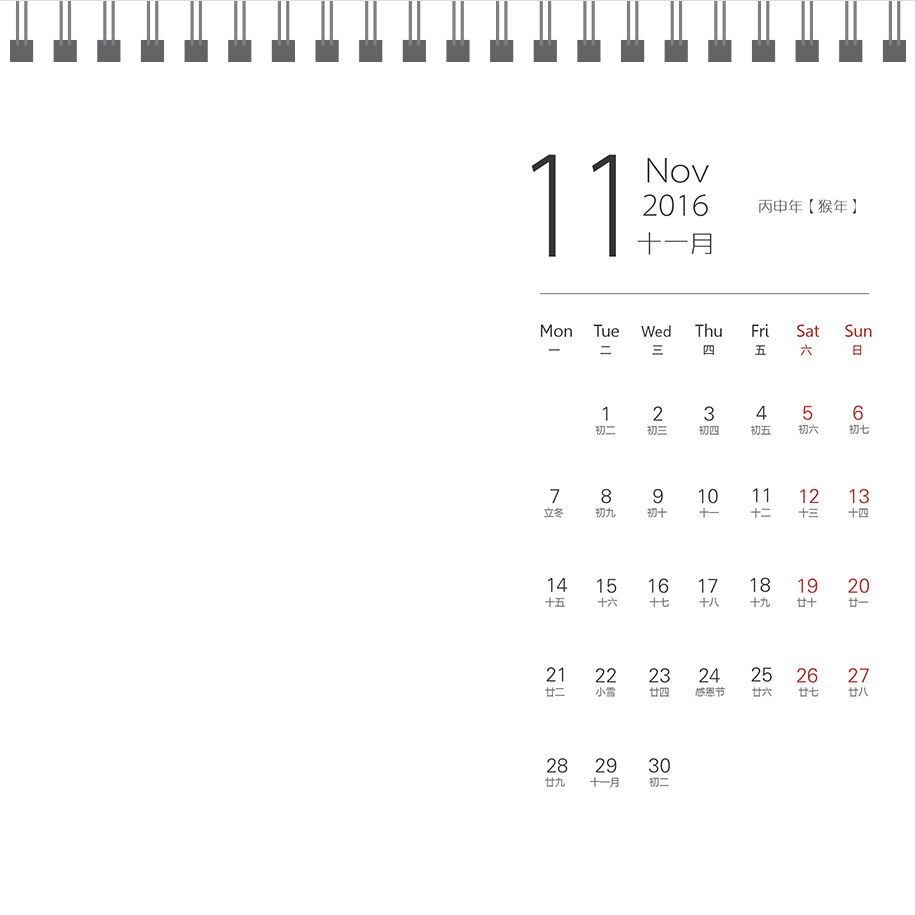 11
Nov
2016
十一月
丙申年【猴年】
Mon Tue Wed Thu Fri Sat Sun
一 二 三 四 五 六 日
1 2 3 4 5 6
初二 初三 初四 初五 初六 初七
7 8 9 10 11 12 13
立冬 初九 初十 十一 十二 十三 十四
14 15 16 17 18 19 20
十五 十六 十七 十八 十九 廿十 廿一
21 22 23 24 25 26 27
廿二 小雪 廿四 感恩节 廿六 廿七 廿八
28 29 30
廿九 十一月 初二